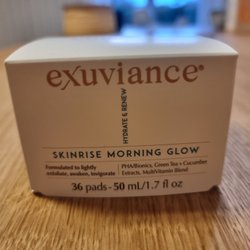 exuviance®
HYDRATE & RENEW
SKINRISE MORNING GLOW
Formulated to lightly
exfoliate, awaken, invigorate
PHA/Bionics, Green Tea + Cucumber
Extracts, MultiVitamin Blend
36 pads - 50 mL/1.7 fl oz